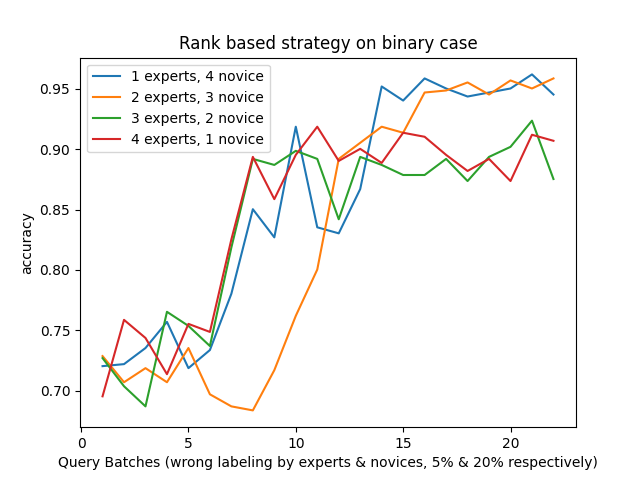 Rank based strategy on binary case
1 experts, 4 novice
2 experts, 3 novice
3 experts, 2 novice
4 experts, 1 novice
accuracy
0.95
0.90
0.85
0.80
0.75
0.70
0 5 10 15 20
Query Batches (wrong labeling by experts & novices, 5% & 20% respectively)